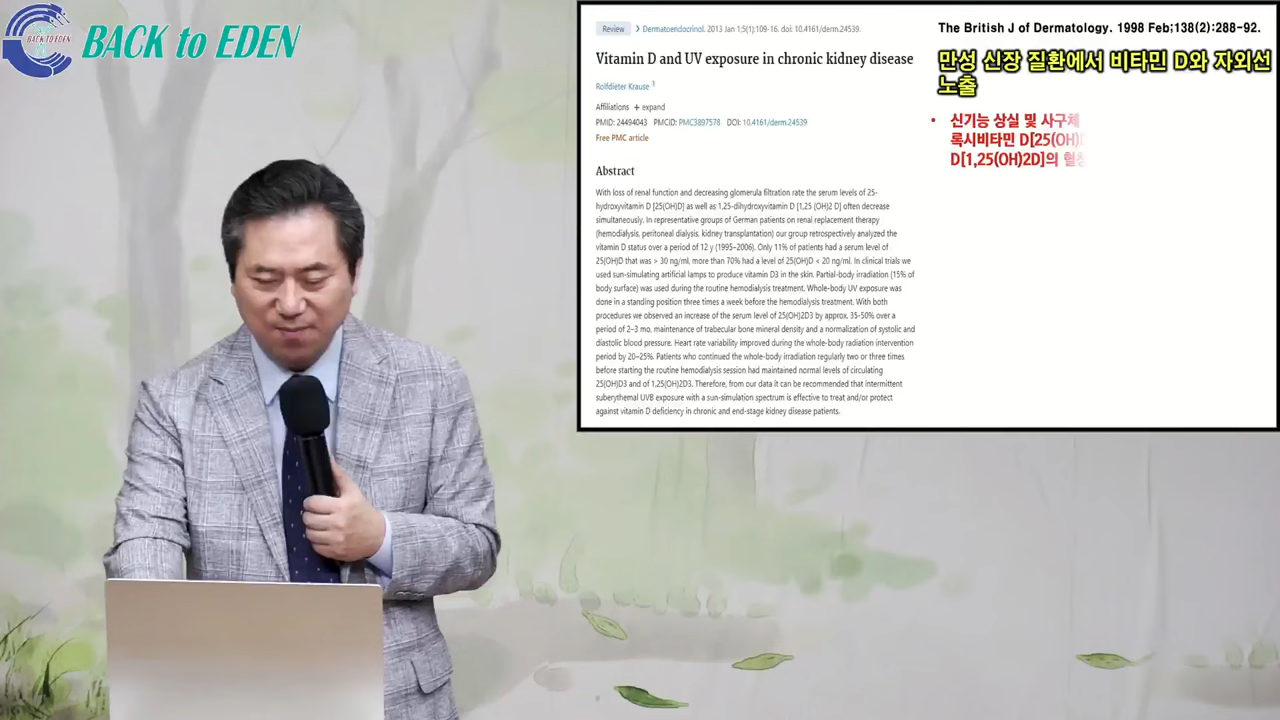 BACK TO EDEN
BACK to EDEN
Review
Dermatoendocrinol. 2013 Jan 1;5(1):109-16. doi: 10.4161/derm.24539.
Vitamin D and UV exposure in chronic kidney disease
Rolfdieter Krause 1
Affiliations + expand
PMID: 24494043 PMCID: PMC3897578 DOI: 10.4161/derm.24539
Free PMC article
Abstract
With loss of renal function and decreasing glomerula filtration rate the serum levels of 25-
hydroxyvitamin D [25(OH)D] as well as 1,25-dihydroxyvitamin D [1,25 (OH)2 D] often decrease
simultaneously. In representative groups of German patients on renal replacement therapy
(hemodialysis, peritoneal dialysis, kidney transplantation) our group retrospectively analyzed the
vitamin D status over a period of 12 y (1995–2006). Only 11% of patients had a serum level of
25(OH)D that was > 30 ng/ml, more than 70% had a level of 25(OH)D < 20 ng/ml. In clinical trials we
used sun-simulating artificial lamps to produce vitamin D3 in the skin. Partial-body irradiation (15% of
body surface) was used during the routine hemodialysis treatment. Whole-body UV exposure was
done in a standing position three times a week before the hemodialysis treatment. With both
procedures we observed an increase of the serum level of 25(OH)2D3 by approx. 35-50% over a
period of 2–3 mo, maintenance of trabecular bone mineral density and a normalization of systolic and
diastolic blood pressure. Heart rate variability improved during the whole-body radiation intervention
period by 20–25%. Patients who continued the whole-body irradiation regularly two or three times
before starting the routine hemodialysis session had maintained normal levels of circulating
25(OH)D3 and of 1,25(OH)2D3. Therefore, from our data it can be recommended that intermittent
suberythemal UVB exposure with a sun-simulation spectrum is effective to treat and/or protect
against vitamin D deficiency in chronic and end-stage kidney disease patients.
The British J of Dermatology. 1998 Feb;138(2):288-92.
만성 신장 질환에서 비타민 D와 자외선
노출
• 신기능 상실 및 사구체
록시비타민 D[25(OH)
D[1,25(OH)2D]의 혈청